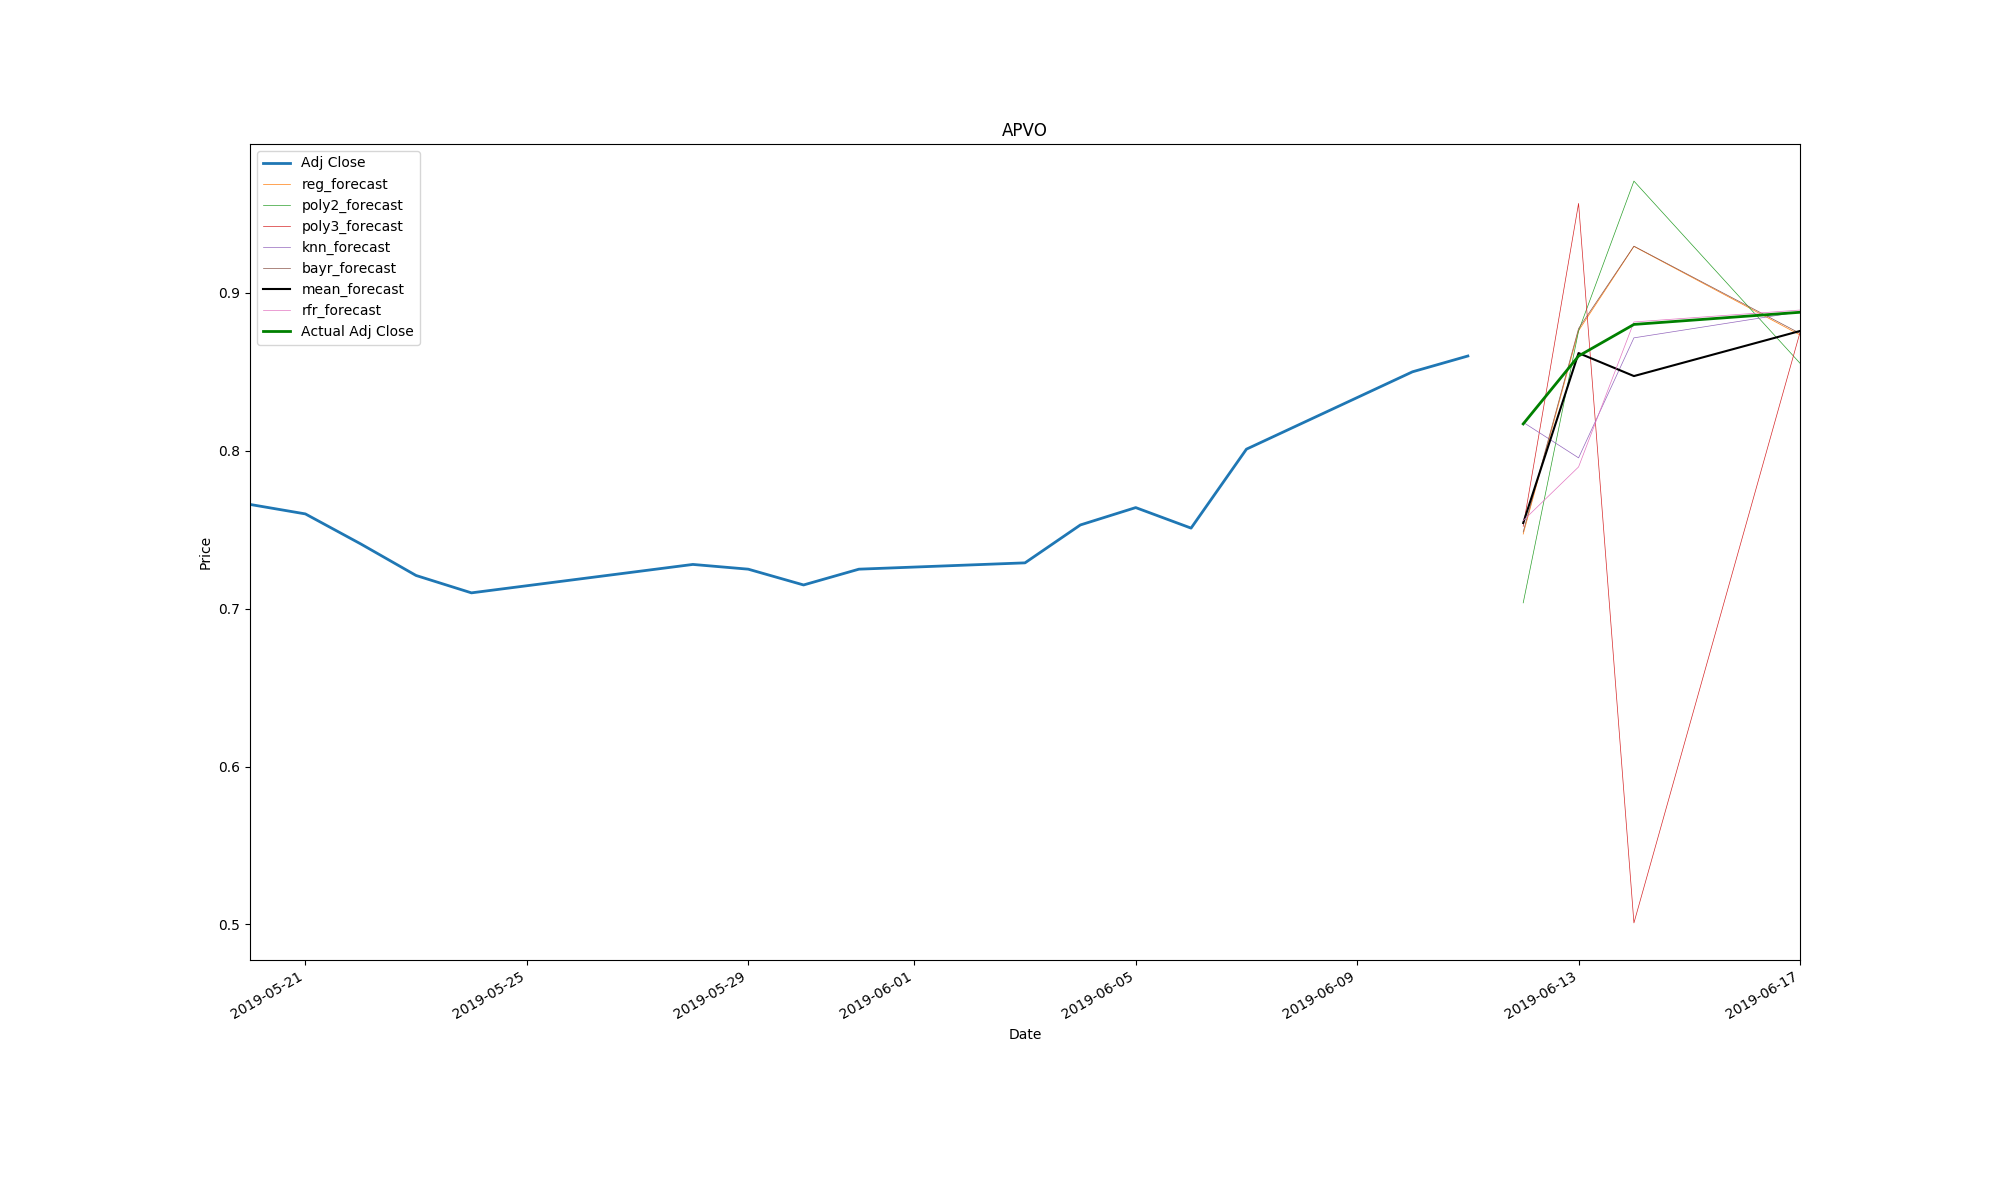 APVO
Adj Close
reg_forecast
poly2_forecast
poly3_forecast
knn_forecast
bayr_forecast
mean_forecast
rfr_forecast
Actual Adj Close
0.9
0.8
0.7
0.6
0.5
Price
2019-05-21
2019-05-25
2019-05-29
2019-06-01
2019-06-05
2019-06-09
2019-06-13
2019-06-17
Date